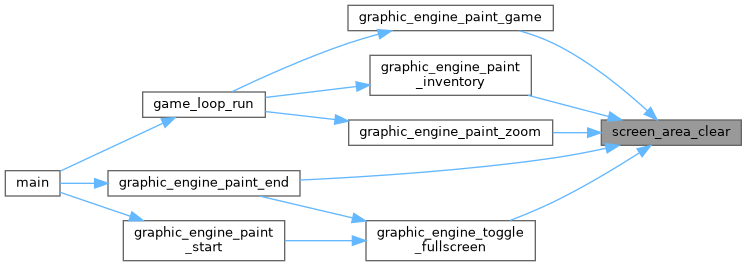 graphic_engine_paint_game
graphic_engine_paint
_inventory
game_loop_run
graphic_engine_paint_zoom
screen_area_clear
main
graphic_engine_paint_end
graphic_engine_paint
_start
graphic_engine_toggle
_fullscreen